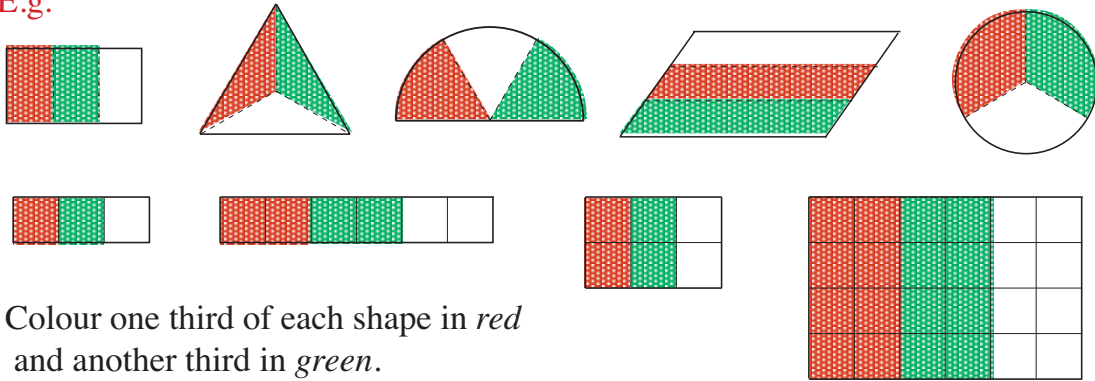 E.g.
Colour one third of each shape in red
and another third in green.